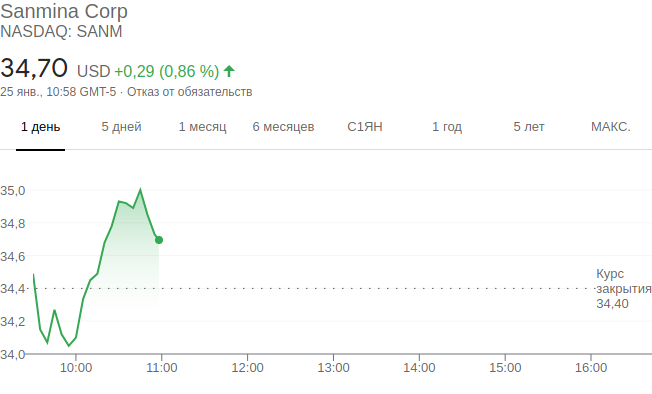 Sanmina Corp
NASDAQ: SANM
34,70 USD +0,29 (0,86 %)
25 янв., 10:58 GMT-5 · Отказ от обязательств
1 день 5 дней 1 месяц 6 месяцев С1ЯН 1 год 5 лет МАКС.
35,0
34,8
34,6
Курс
34,4 закрытия
34,40
34,2
34,0
10:00 11:00 12:00 13:00 14:00 15:00 16:00